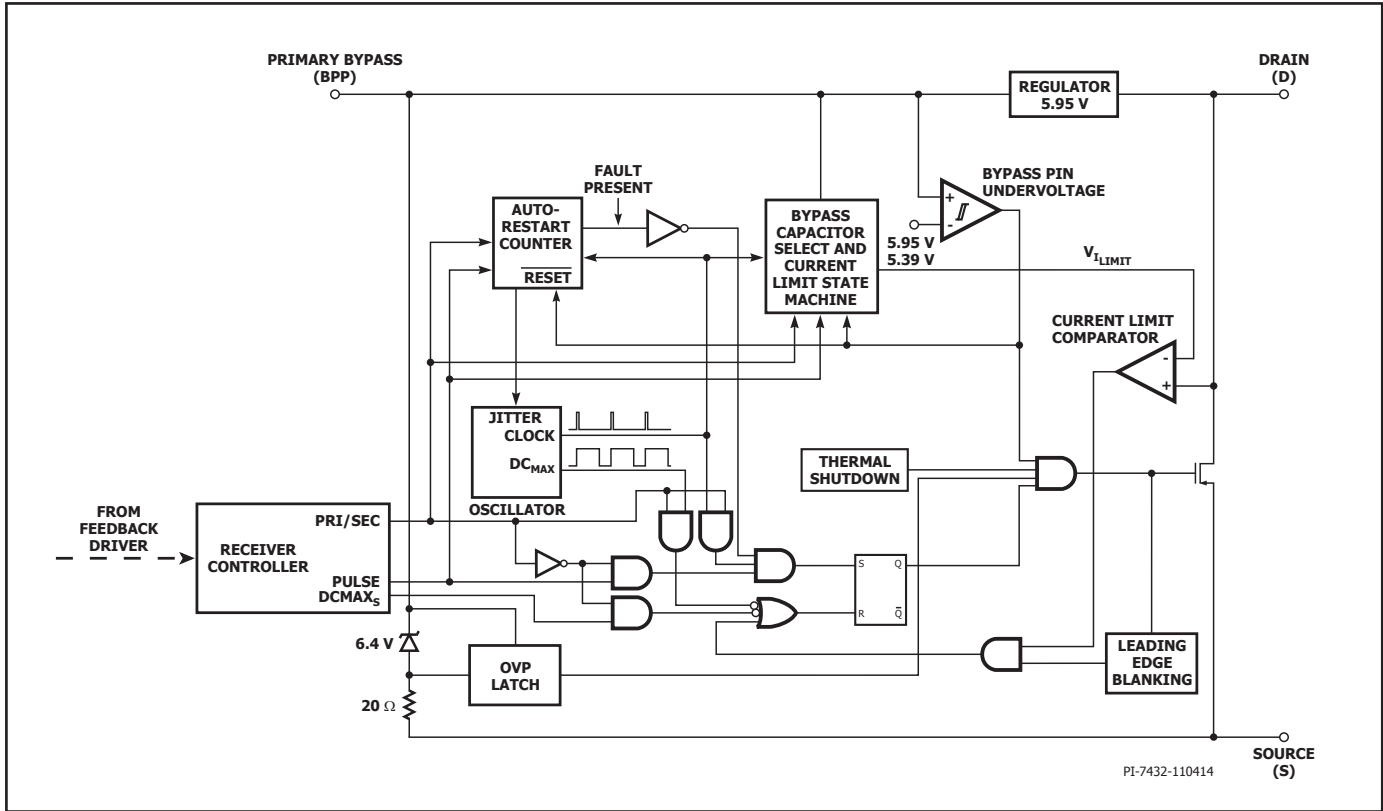 PRIMARY BYPASS
(BPP)
DRAIN
(D)
REGULATOR
5.95 V
FAULT
PRESENT
AUTO-
RESTART
COUNTER
RESET
BYPASS
CAPACITOR
SELECT AND
CURRENT
LIMIT STATE
MACHINE
+
-
5.95 V
5.39 V
BYPASS PIN
UNDERVOLTAGE
VILIMIT
CURRENT LIMIT
COMPARATOR
-
+
JITTER
CLOCK
DCMAX
OSCILLATOR
THERMAL
SHUTDOWN
FROM
FEEDBACK
DRIVER
RECEIVER
CONTROLLER
PRI/SEC
PULSE
DCMAXS
S Q
R Q̅
6.4 V
OVP
LATCH
20 Ω
LEADING
EDGE
BLANKING
SOURCE
(S)
PI-7432-110414